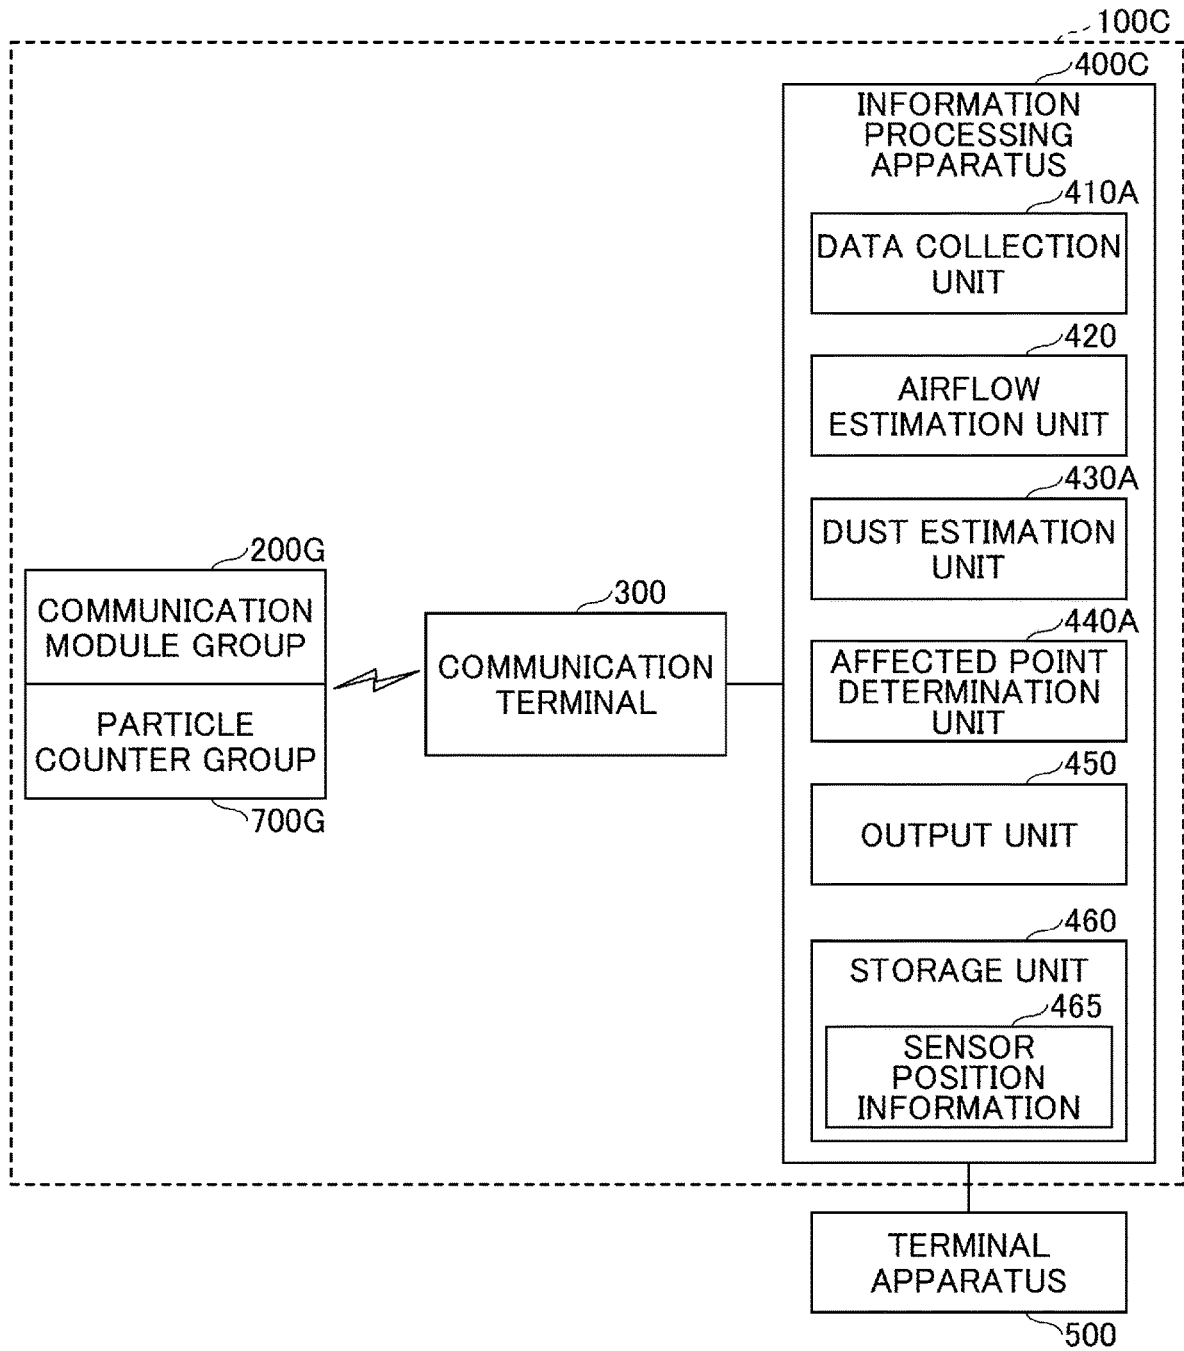 100C
400C
INFORMATION
PROCESSING
APPARATUS
410A
DATA COLLECTION
UNIT
420
AIRFLOW
ESTIMATION UNIT
430A
DUST ESTIMATION
UNIT
200G
COMMUNICATION
MODULE GROUP
PARTICLE
COUNTER GROUP
700G
300
COMMUNICATION
TERMINAL
440A
AFFECTED POINT
DETERMINATION
UNIT
450
OUTPUT UNIT
460
STORAGE UNIT
465
SENSOR
POSITION
INFORMATION
TERMINAL
APPARATUS
500